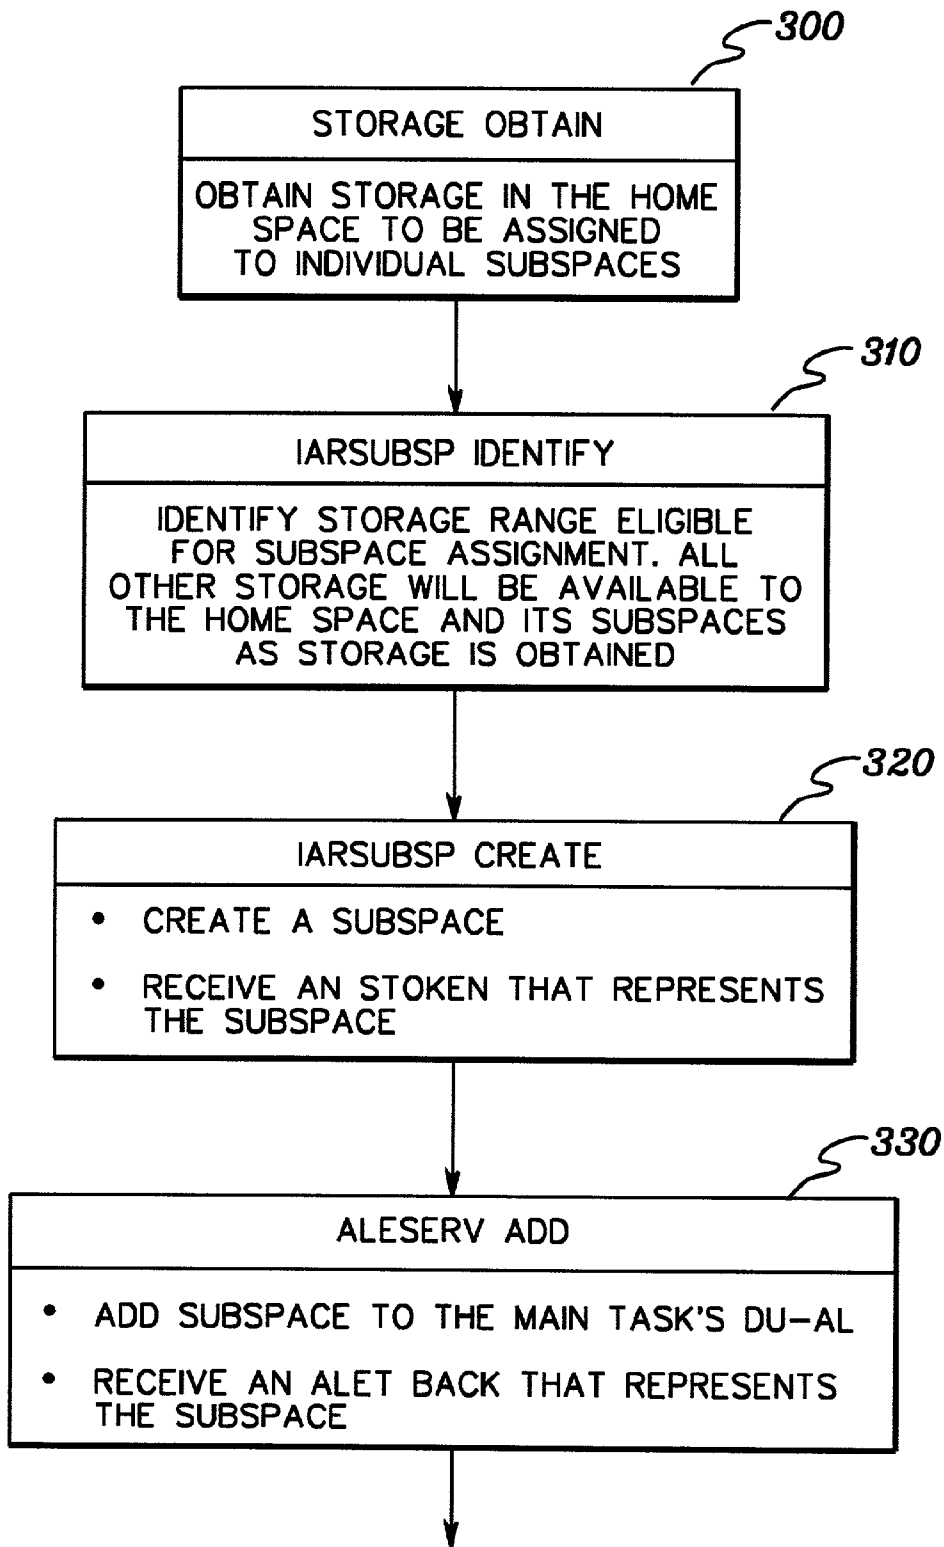 300
STORAGE OBTAIN
OBTAIN STORAGE IN THE HOME
SPACE TO BE ASSIGNED
TO INDIVIDUAL SUBSPACES
310
IARSUBSP IDENTIFY
IDENTIFY STORAGE RANGE ELIGIBLE
FOR SUBSPACE ASSIGNMENT. ALL
OTHER STORAGE WILL BE AVAILABLE TO
THE HOME SPACE AND ITS SUBSPACES
AS STORAGE IS OBTAINED
320
IARSUBSP CREATE
• CREATE A SUBSPACE
• RECEIVE AN STOKEN THAT REPRESENTS
THE SUBSPACE
330
ALESERV ADD
• ADD SUBSPACE TO THE MAIN TASK'S DU-AL
• RECEIVE AN ALET BACK THAT REPRESENTS
THE SUBSPACE